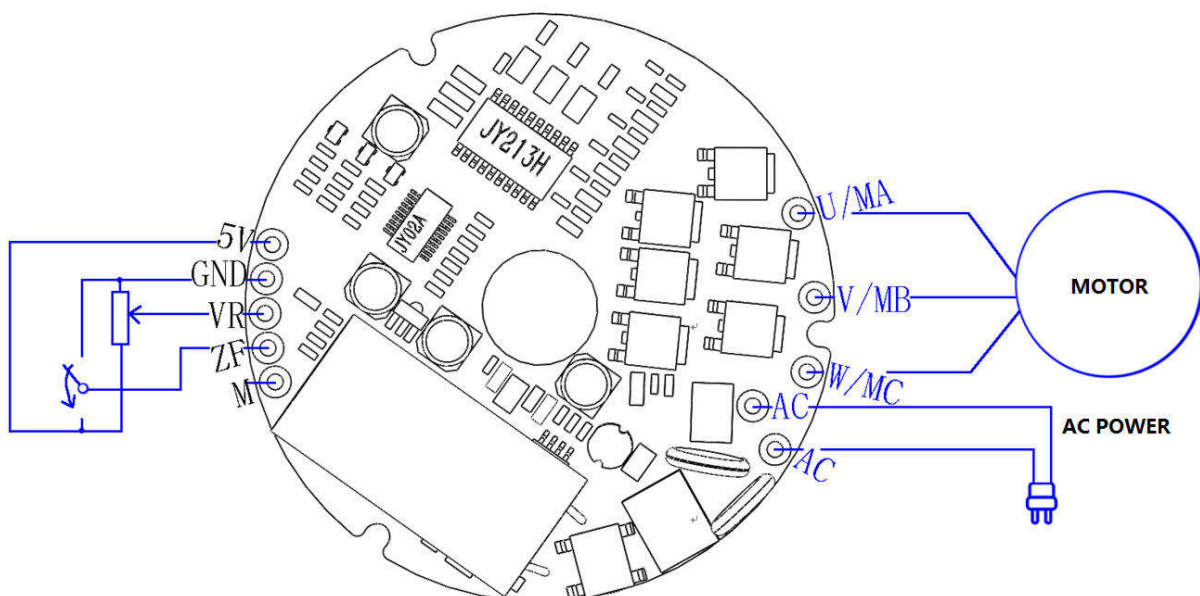 JY213H
JY02A
5V
GND
VR
ZF
M
U/MA
V/MB
W/MC
AC
AC
MOTOR
AC POWER